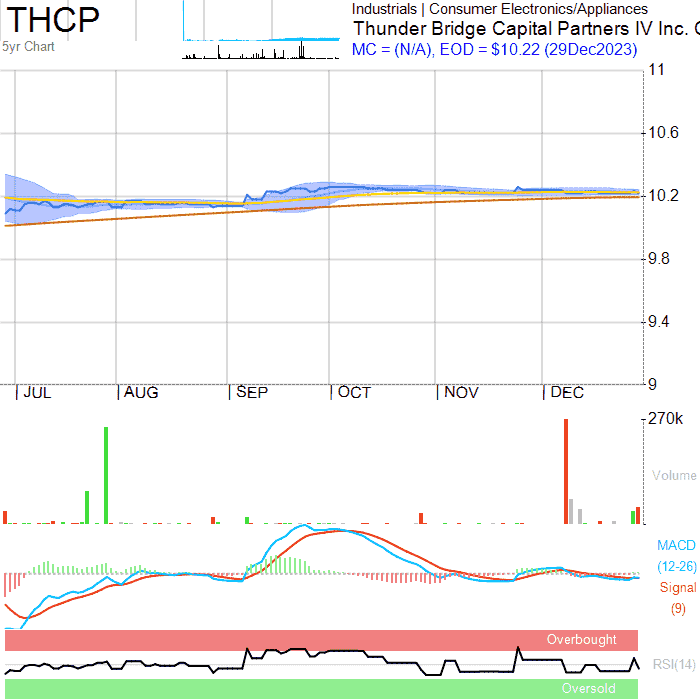 THCP
5yr Chart
Industrials | Consumer Electronics/Appliances
Thunder Bridge Capital Partners IV Inc.
MC = (N/A), EOD = $10.22 (29Dec2023)
11
10.6
10.2
9.8
9.4
9
| JUL | AUG | SEP | OCT | NOV | DEC
270k
Volume
MACD
(12-26)
Signal
(9)
Overbought
RSI(14)
Oversold